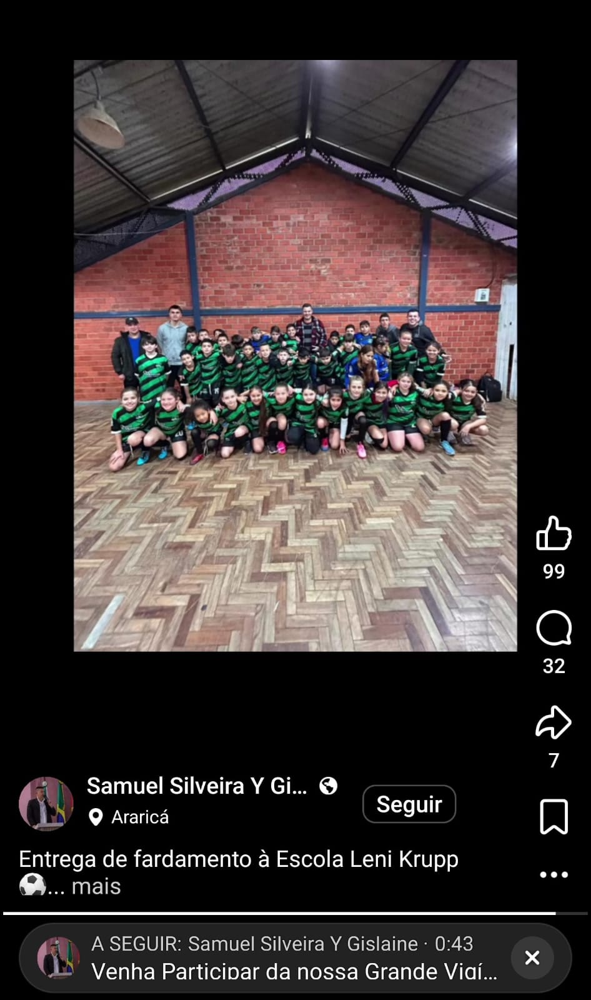 99
32
7
Samuel Silveira Y Gi...
Araricá
Seguir
Entrega de fardamento à Escola Leni Krupp
... mais
A SEGUIR: Samuel Silveira Y Gislaine · 0:43
Venha Participar da nossa Grande Vigí...